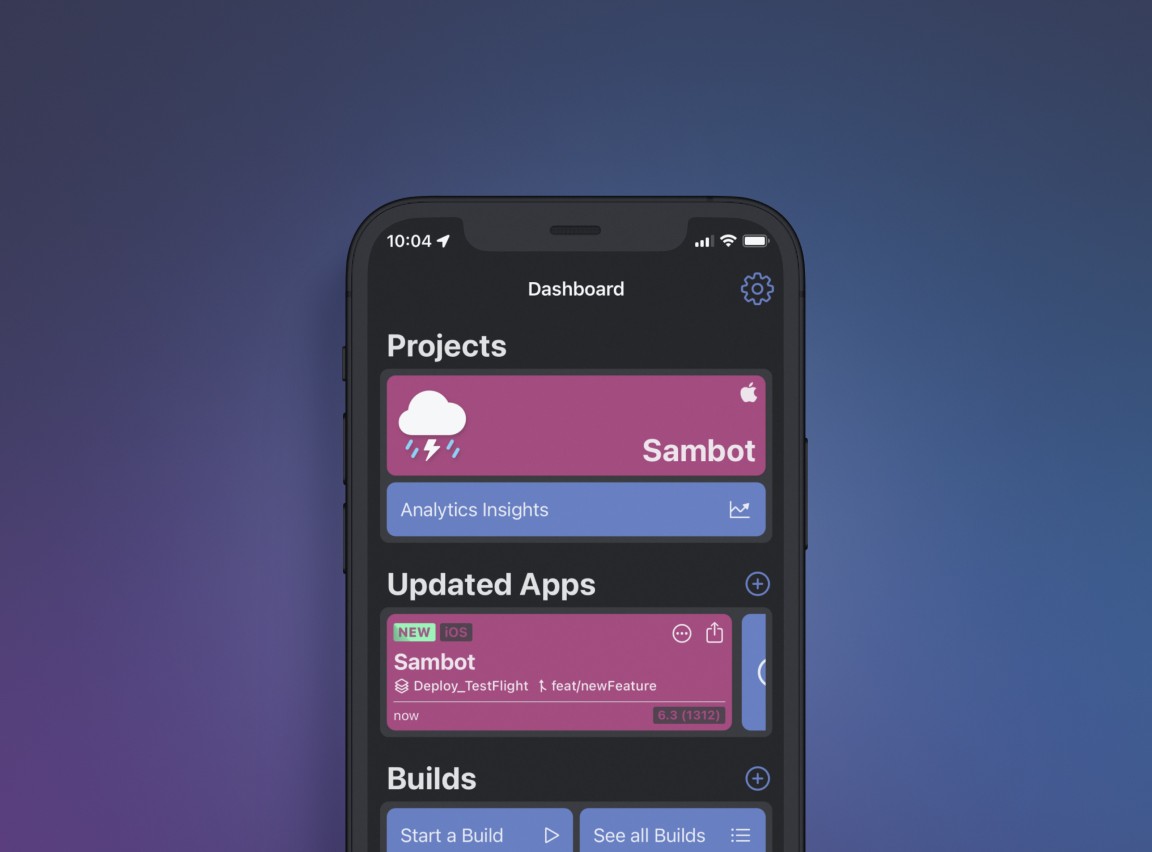 10:04
Dashboard
Projects
Sambot
Analytics Insights
Updated Apps
NEW iOS
Sambot
Deploy_TestFlight feat/newFeature
now 6.3 (1312)
Builds
Start a Build See all Builds